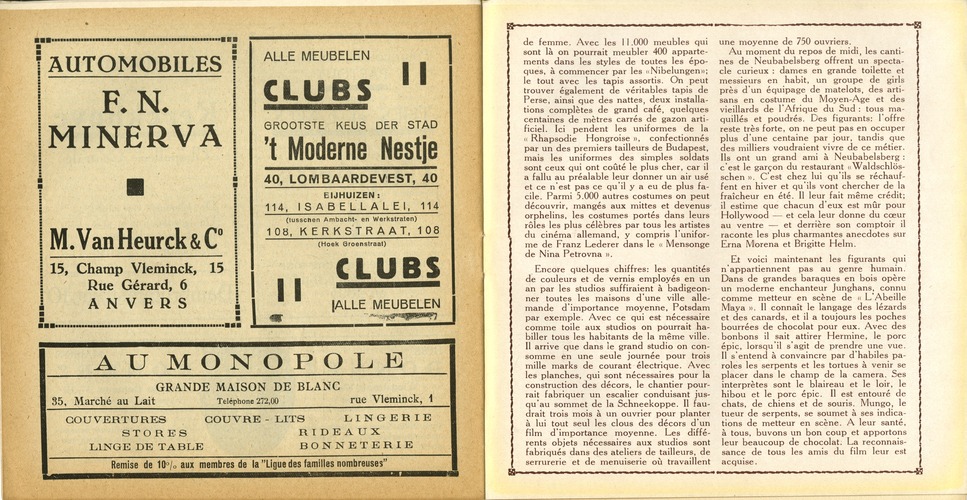 AUTOMOBILES
F. N.
MINERVA
M. Van Heurck & Cº
15, Champ Vleminck, 15
Rue Gérard, 6
ANVERS
ALLE MEUBELEN
CLUBS
GROOTSTE KEUS DER STAD
't Moderne Nestje
40, LOMBAARDEVEST, 40
BIJHUIZEN:
114, ISABELLALEI, 114
(tusschen Ambacht- en Werkstraten)
108, KERKSTRAAT, 108
(Hoek Groenstraat)
CLUBS
ALLE MEUBELEN
AU MONOPOLE
GRANDE MAISON DE BLANC
35, Marché au Lait Teléphone 272,00 rue Vleminck, 1
COUVERTURES COUVRE-LITS LINGERIE
STORES RIDEAUX
LINGE DE TABLE BONNETERIE
Remise de 10% aux membres de la "Ligue des familles nombreuses"
de femme. Avec les 11.000 meubles qui
sont là on pourrait meubler 400 apparte-
ments dans les styles de toutes les épo-
ques, à commencer par les «Nibelungen»;
le tout avec les tapis assortis. On peut
trouver également de véritables tapis de
Perse, ainsi que des nattes, deux installa-
tions complètes de grand café, quelques
centaines de mètres carrés de gazon arti-
ficiel. Ici pendent les uniformes de la
« Rhapsodie Hongroise », confectionnés
par un des premiers tailleurs de Budapest,
mais les uniformes des simples soldats
sont ceux qui ont coûté le plus cher, car il
a fallu au préalable leur donner un air usé
et ce n'est pas ce qu'il y a eu de plus fa-
cile. Parmi 5.000 autres costumes on peut
découvrir, mangés aux mittes et devenus
orphelins, les costumes portés dans leurs
rôles les plus célèbres par tous les artistes
du cinéma allemand, y compris l'unifor-
me de Franz Lederer dans le « Mensonge
de Nina Petrovna ».
Encore quelques chiffres: les quantités
de couleurs et de vernis employés en un
an par les studios suffiraient à badigeon-
ner toutes les maisons d'une ville alle-
mande d'importance moyenne, Potsdam
par exemple. Avec ce qui est nécessaire
comme toile aux studios on pourrait ha-
biller tous les habitants de la même ville.
Il arrive que dans le grand studio on con-
somme en une seule journée pour trois
mille marks de courant électrique. Avec
les planches, qui sont nécessaires pour la
construction des décors, le chantier pour-
rait fabriquer un escalier conduisant jus-
qu'au sommet de la Schneekoppe. Il fau-
drait trois mois à un ouvrier pour planter
à lui tout seul les clous des décors d'un
film d'importance moyenne. Les diffé-
rents objets nécessaires aux studios sont
fabriqués dans des ateliers de tailleurs, de
serrurerie et de menuiserie où travaillent
une moyenne de 750 ouvriers.
Au moment du repos de midi, les canti-
nes de Neubabelsberg offrent un specta-
cle curieux : dames en grande toilette et
messieurs en habit, un groupe de girls
près d'un équipage de matelots, des arti-
sans en costume du Moyen-Age et des
vieillards de l'Afrique du Sud : tous ma-
quillés et poudrés. Des figurants: l'offre
reste très forte, on ne peut pas en occuper
plus d'une centaine par jour, tandis que
des milliers voudraient vivre de ce métier.
Ils ont un grand ami à Neubabelsberg :
c'est le garçon du restaurant «Waldschlös-
schen ». C'est chez lui qu'ils se réchauf-
fent en hiver et qu'ils vont chercher de la
fraîcheur en été. Il leur fait même crédit;
il estime que chacun d'eux est mûr pour
Hollywood — et cela leur donne du cœur
au ventre — et derrière son comptoir il
raconte les plus charmantes anecdotes sur
Erna Morena et Brigitte Helm.
Et voici maintenant les figurants qui
n'appartiennent pas au genre humain.
Dans de grandes baraques en bois opère
un moderne enchanteur Junghans, connu
comme metteur en scène de « L'Abeille
Maya ». Il connaît le langage des lézards
et des canards, et il a toujours les poches
bourrées de chocolat pour eux. Avec des
bonbons il sait attirer Hermine, le porc
épic, lorsqu'il s'agit de prendre une vue.
Il s'entend à convaincre par d'habiles pa-
roles les serpents et les tortues à venir se
placer dans le champ de la camera. Ses
interprètes sont le blaireau et le loir, le
hibou et le porc épic. Il est entouré de
chats, de chiens et de souris. Mungo, le
tueur de serpents, se soumet à ses indica-
tions de metteur en scène. A leur santé,
à tous, buvons un bon coup et apportons
leur beaucoup de chocolat. La reconnais-
sance de tous les amis du film leur est
acquise.